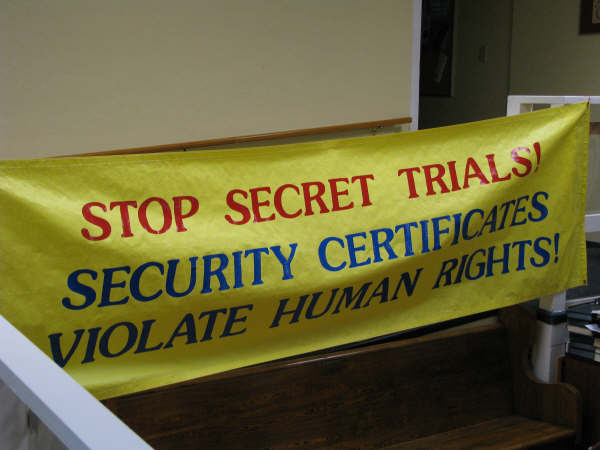 STOP SECRET TRIALS!
SECURITY CERTIFICATES
VIOLATE HUMAN RIGHTS!